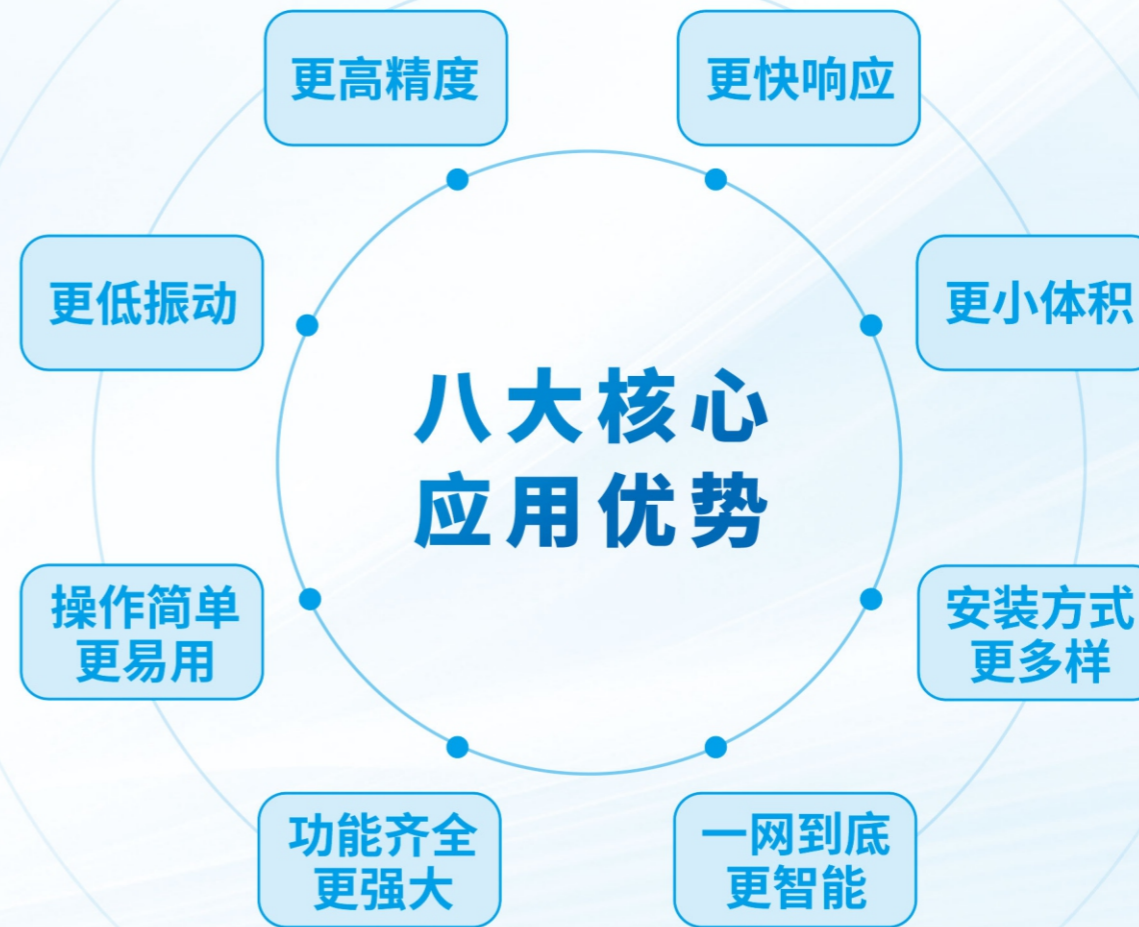 更高精度
更快响应
更低振动
更小体积
八大核心
应用优势
操作简单
更易用
安装方式
更多样
功能齐全
更强大
一网到底
更智能